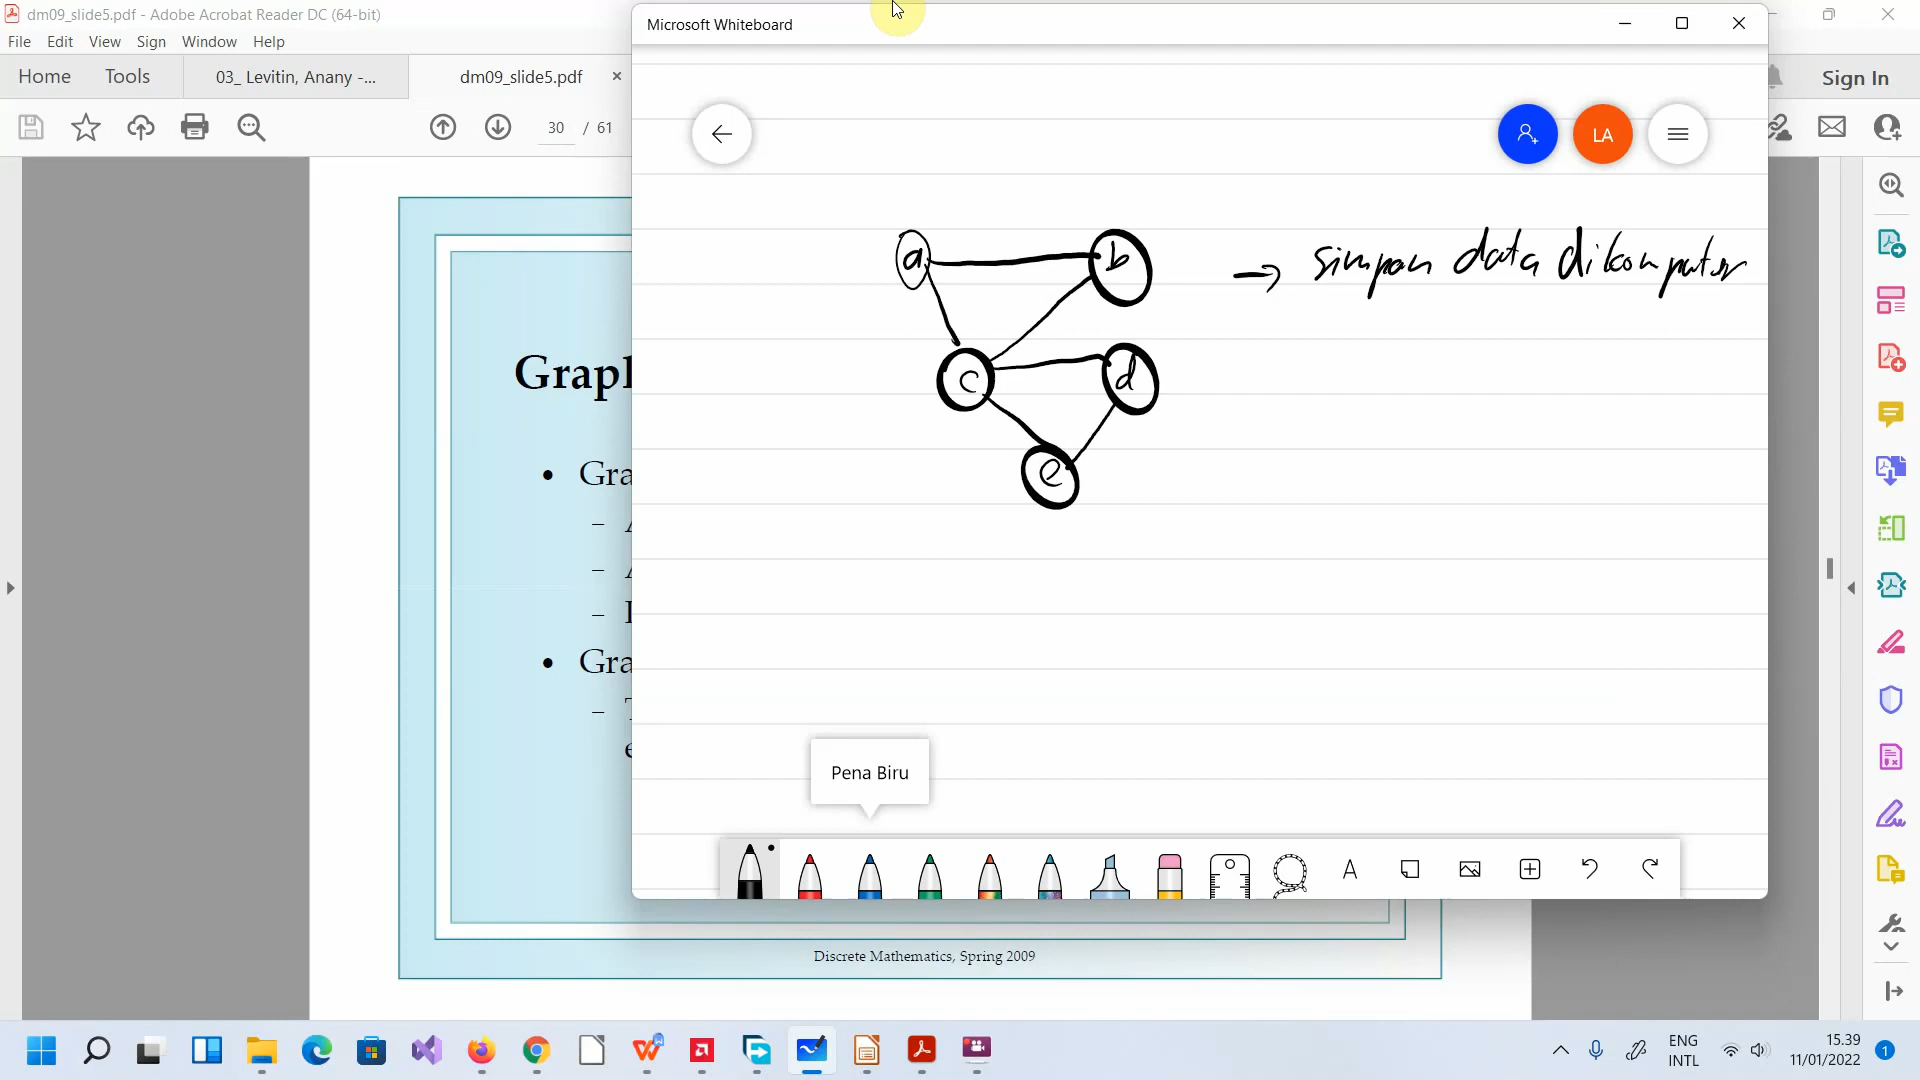 dm09_slide5.pdf - Adobe Acrobat Reader DC (64-bit)
File Edit View Sign Window Help
Home Tools 03_ Levitin, Anany -... dm09_slide5.pdf × Sign In
30 / 61
Microsoft Whiteboard
LA
a b → simpan data dikomputer
c d
e
Grap
• Gra
– A
– A
• Gra
Pena Biru
A
Discrete Mathematics, Spring 2009
ENG
INTL
15.39
11/01/2022
1